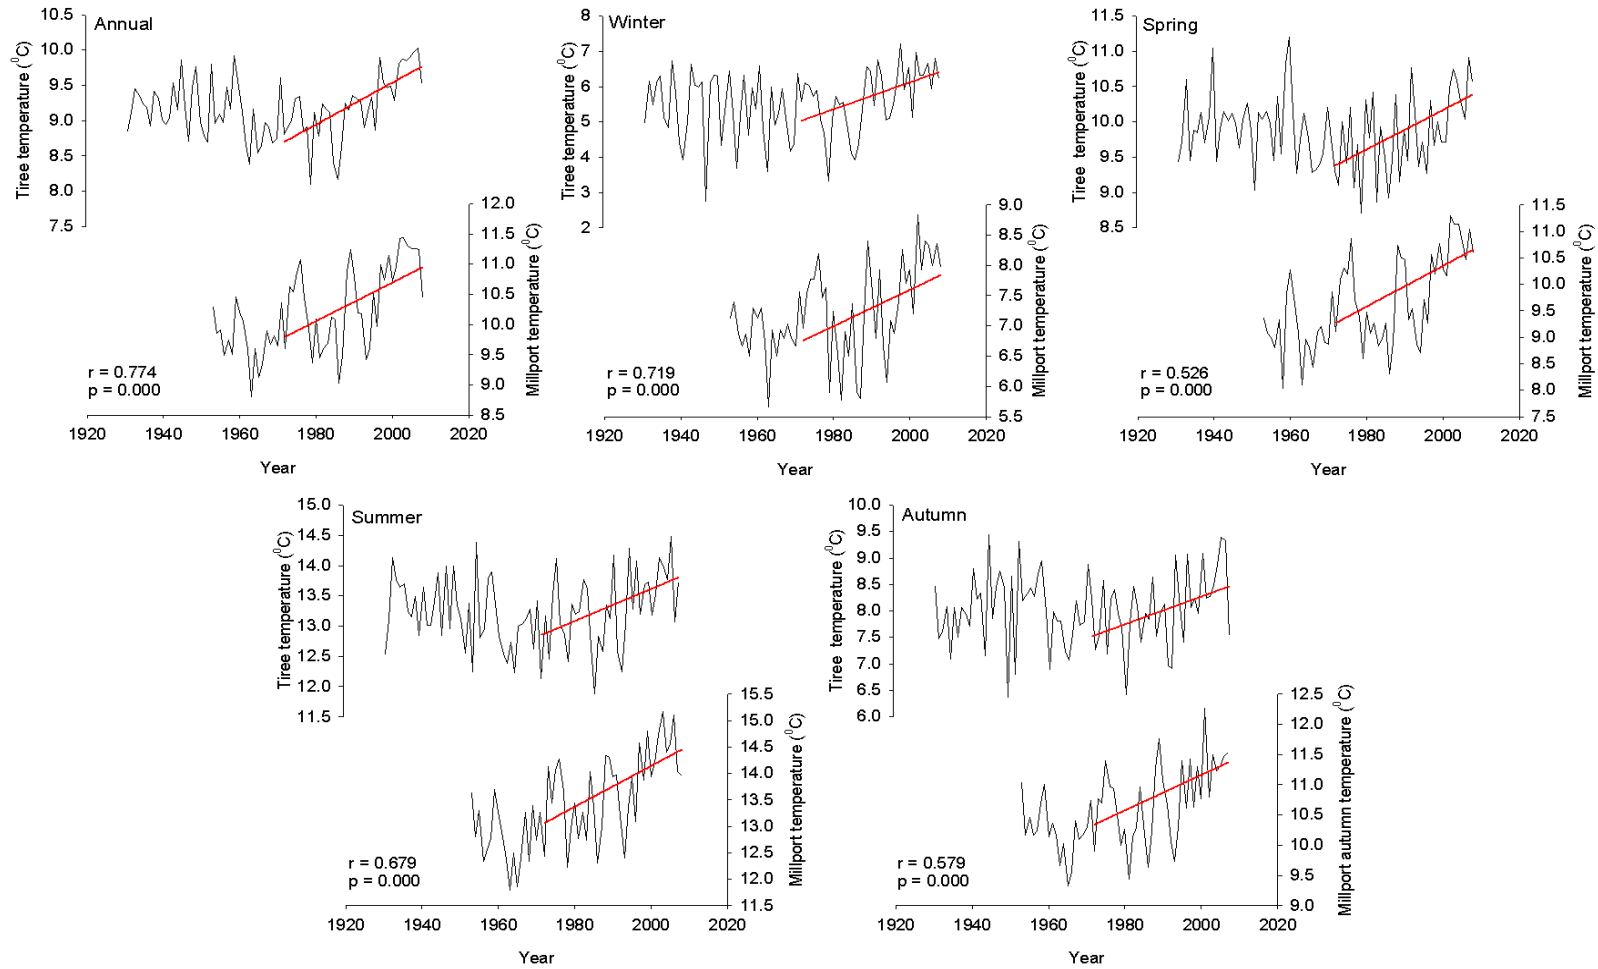 Annual
Tiree temperature (⁰C)
10.5
10.0
9.5
9.0
8.5
8.0
7.5
Millport temperature (⁰C)
12.0
11.5
11.0
10.5
10.0
9.5
9.0
8.5
r = 0.774
p = 0.000
1920 1940 1960 1980 2000 2020
Year
Winter
Tiree temperature (⁰C)
8
7
6
5
4
3
2
Millport temperature (⁰C)
9.0
8.5
8.0
7.5
7.0
6.5
6.0
5.5
r = 0.719
p = 0.000
1920 1940 1960 1980 2000 2020
Year
Spring
Tiree temperature (⁰C)
11.5
11.0
10.5
10.0
9.5
9.0
8.5
Millport temperature (⁰C)
11.5
11.0
10.5
10.0
9.5
9.0
8.5
8.0
7.5
r = 0.526
p = 0.000
1920 1940 1960 1980 2000 2020
Year
Summer
Tiree temperature (⁰C)
15.0
14.5
14.0
13.5
13.0
12.5
12.0
11.5
Millport temperature (⁰C)
15.5
15.0
14.5
14.0
13.5
13.0
12.5
12.0
11.5
r = 0.679
p = 0.000
1920 1940 1960 1980 2000 2020
Year
Autumn
Tiree temperature (⁰C)
10.0
9.5
9.0
8.5
8.0
7.5
7.0
6.5
6.0
Millport autumn temperature (⁰C)
12.5
12.0
11.5
11.0
10.5
10.0
9.5
9.0
r = 0.579
p = 0.000
1920 1940 1960 1980 2000 2020
Year